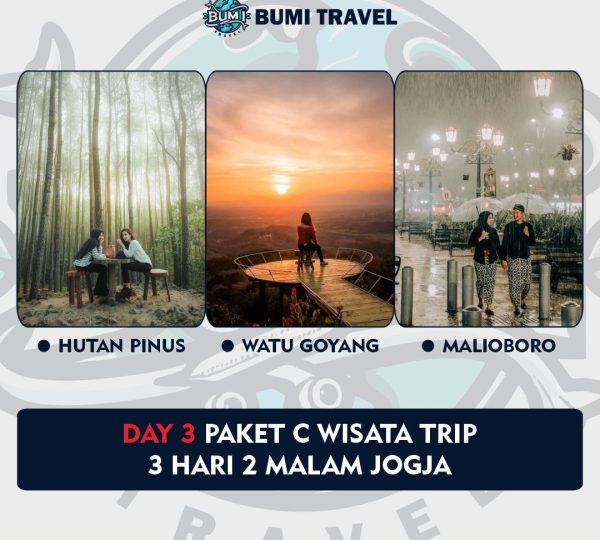 BUMI
TRAVEL
BUMI TRAVEL
● HUTAN PINUS
● WATU GOYANG
● MALIOBORO
DAY 3 PAKET C WISATA TRIP
3 HARI 2 MALAM JOGJA
TRAVEL